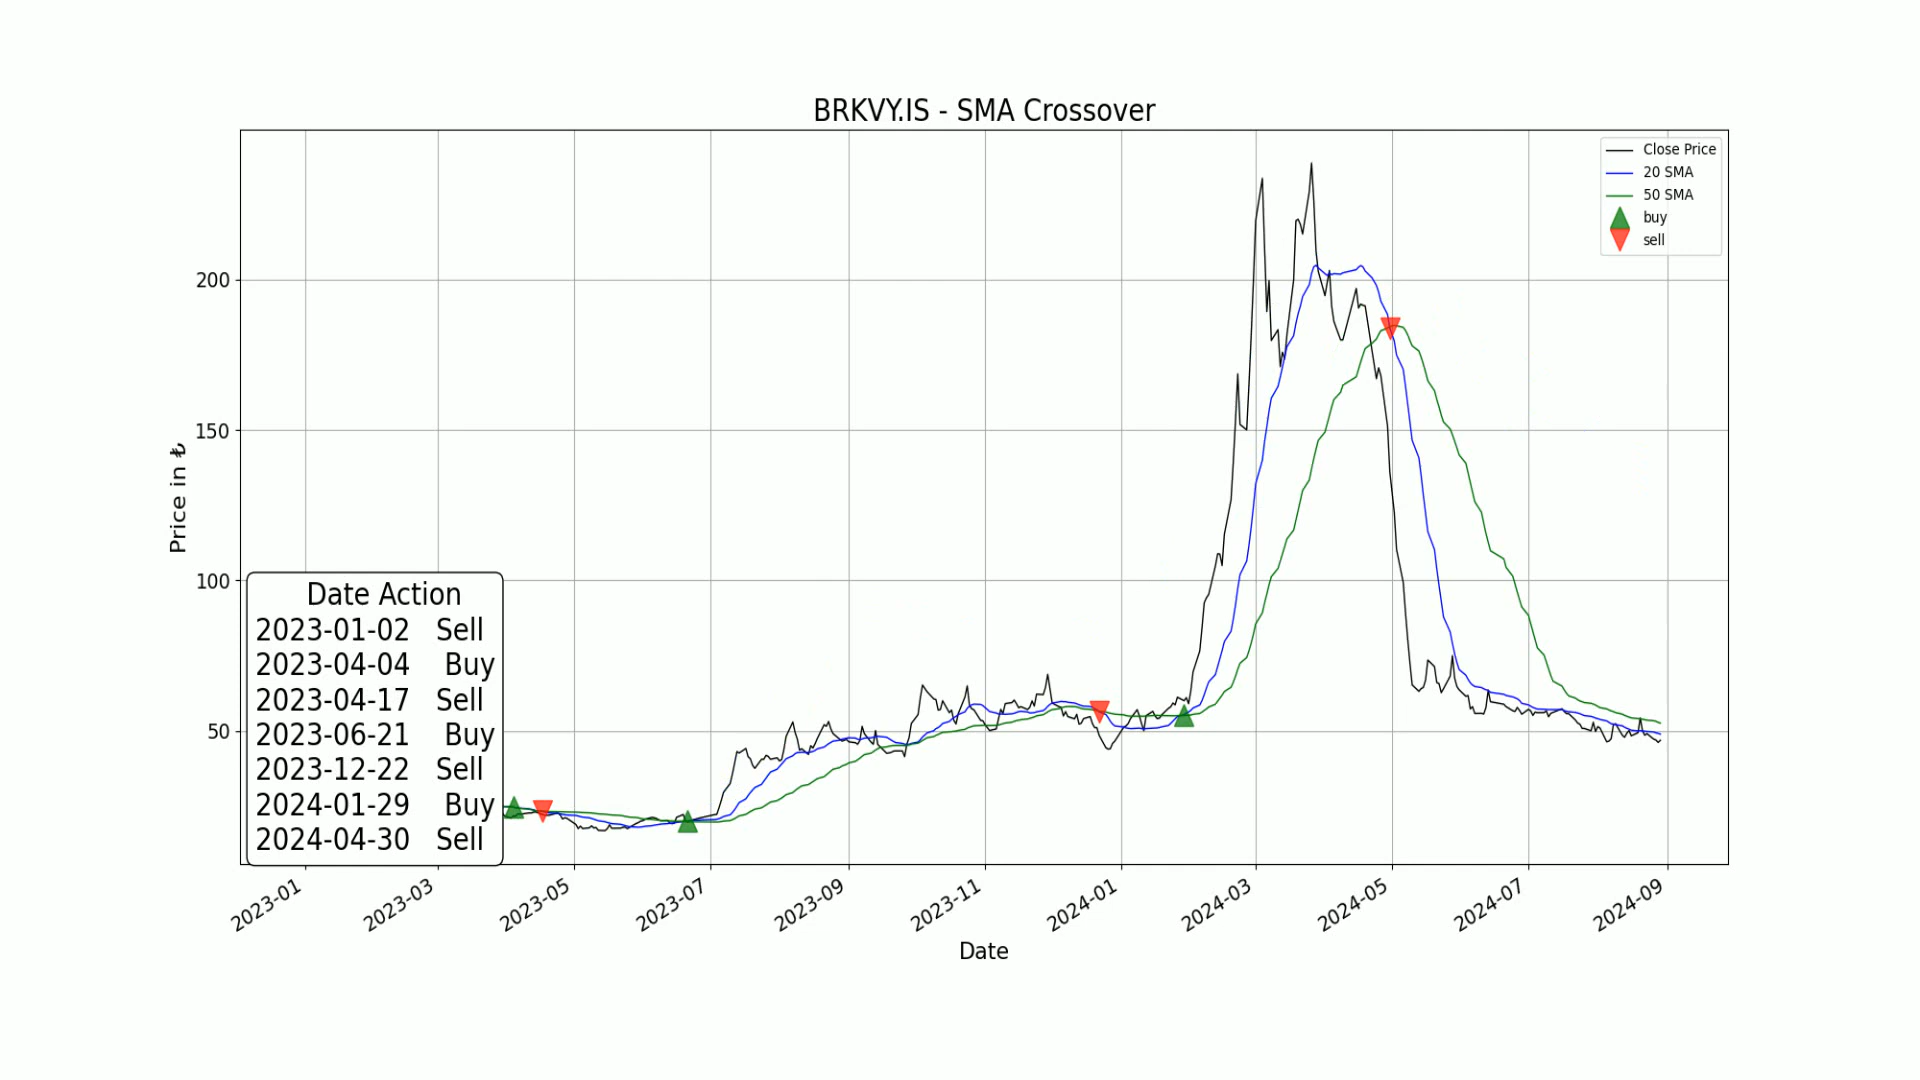 BRKVY.IS - SMA Crossover
Close Price
20 SMA
50 SMA
buy
sell
200
150
100
50
Price in ₺
Date Action
2023-01-02 Sell
2023-04-04 Buy
2023-04-17 Sell
2023-06-21 Buy
2023-12-22 Sell
2024-01-29 Buy
2024-04-30 Sell
2023-01
2023-03
2023-05
2023-07
2023-09
2023-11
2024-01
2024-03
2024-05
2024-07
2024-09
Date